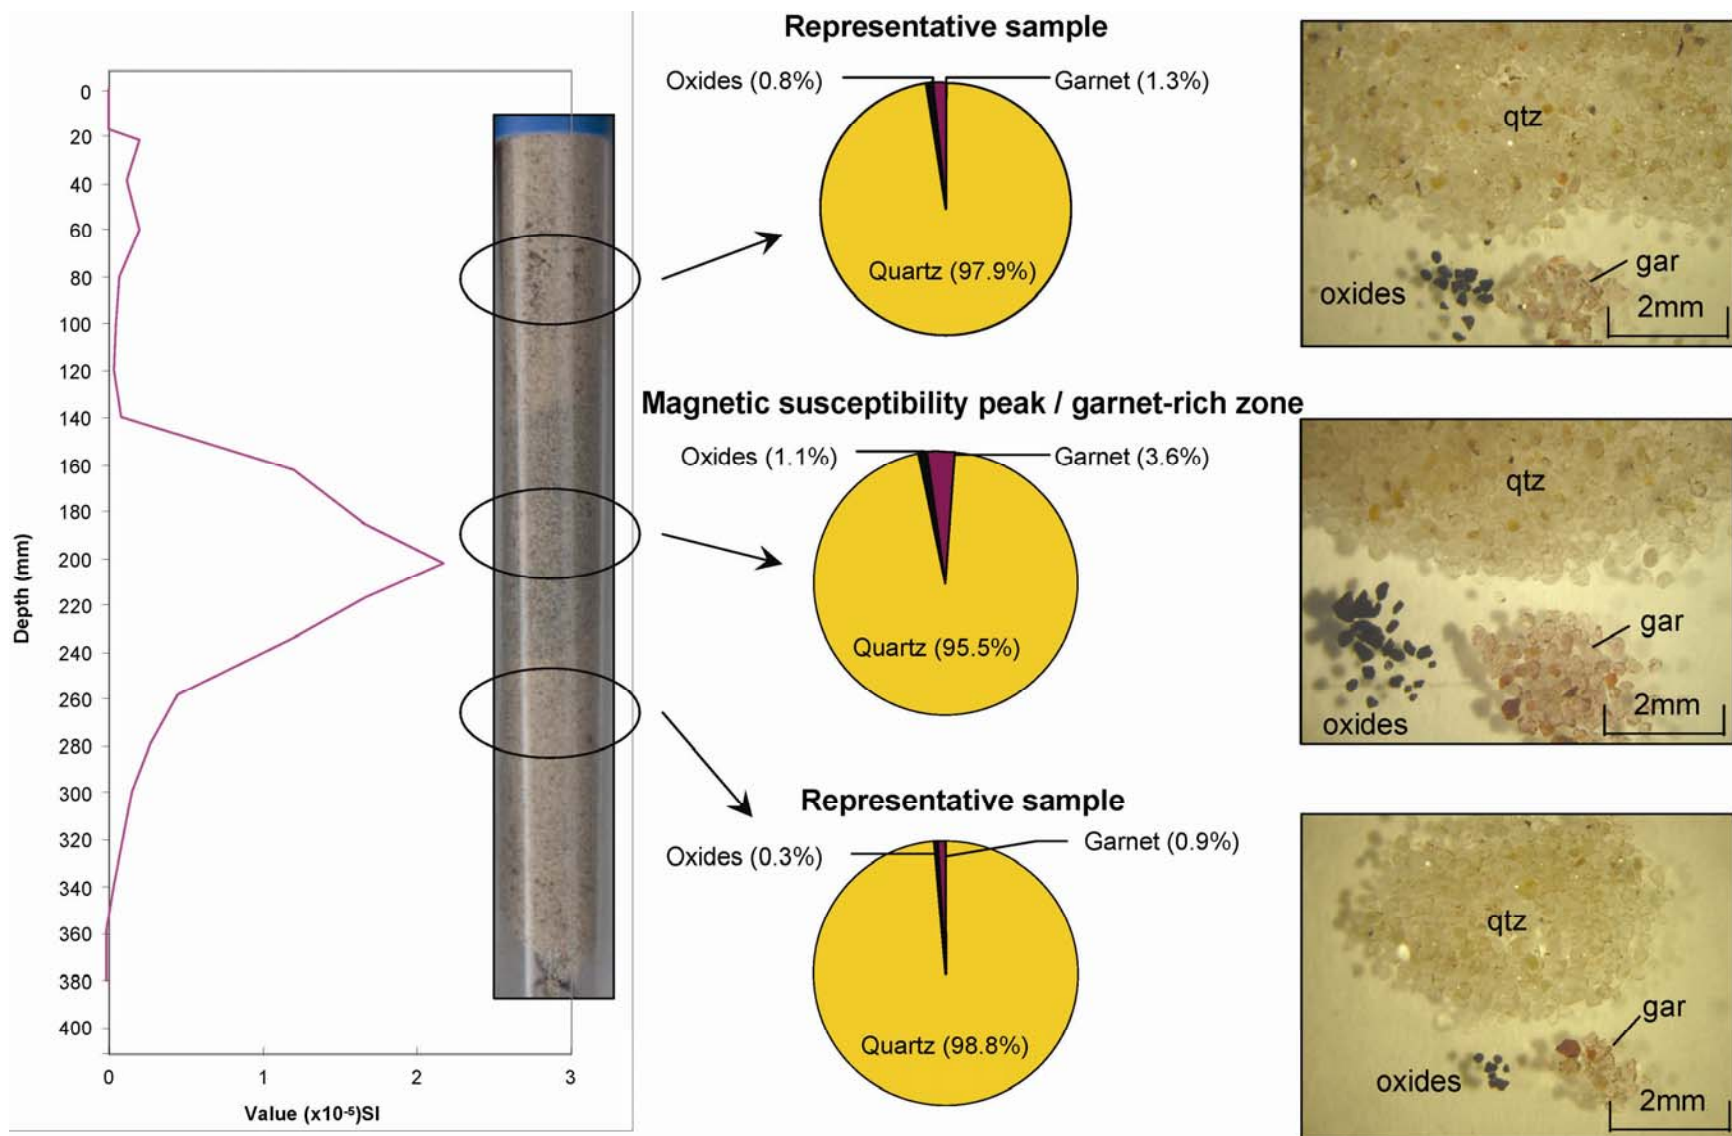 0
20
40
60
80
100
120
140
160
180
200
220
240
260
280
300
320
340
360
380
400
Depth (mm)
0 1 2 3
Value (x10⁻⁵)SI
Representative sample
Oxides (0.8%)
Garnet (1.3%)
Quartz (97.9%)
qtz
gar
oxides
2mm
Magnetic susceptibility peak / garnet-rich zone
Oxides (1.1%)
Garnet (3.6%)
Quartz (95.5%)
qtz
gar
2mm
oxides
Representative sample
Oxides (0.3%)
Garnet (0.9%)
Quartz (98.8%)
qtz
gar
oxides
2mm